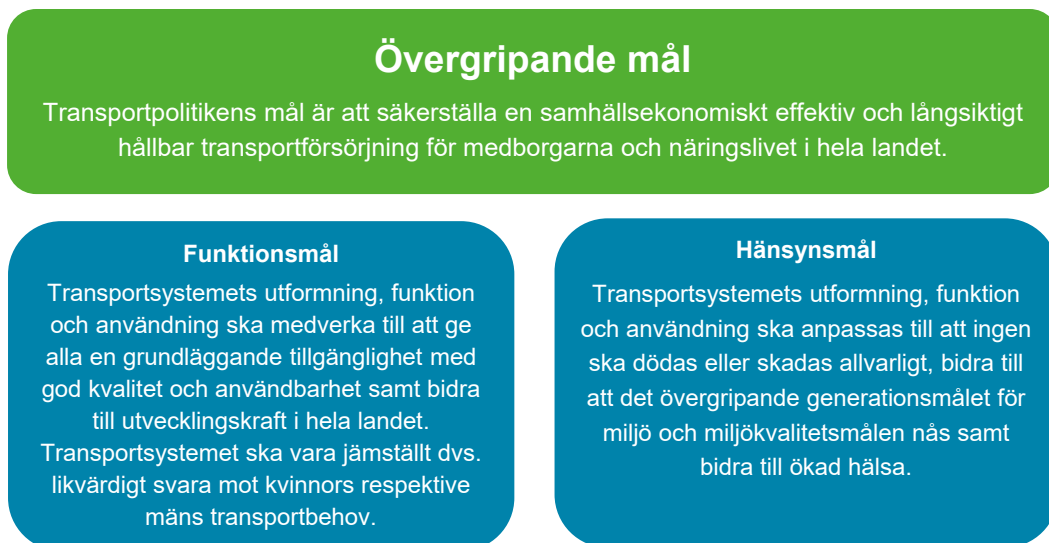 Övergripande mål
Transportpolitikens mål är att säkerställa en samhällsekonomiskt effektiv och långsiktigt
hållbar transportförsörjning för medborgarna och näringslivet i hela landet.
Funktionsmål
Transportsystemets utformning, funktion
och användning ska medverka till att ge
alla en grundläggande tillgänglighet med
god kvalitet och användbarhet samt bidra
till utvecklingskraft i hela landet.
Transportsystemet ska vara jämställt dvs.
likvärdigt svara mot kvinnors respektive
mäns transportbehov.
Hänsynsmål
Transportsystemets utformning, funktion
och användning ska anpassas till att ingen
ska dödas eller skadas allvarligt, bidra till
att det övergripande generationsmålet för
miljö och miljökvalitetsmålen nås samt
bidra till ökad hälsa.